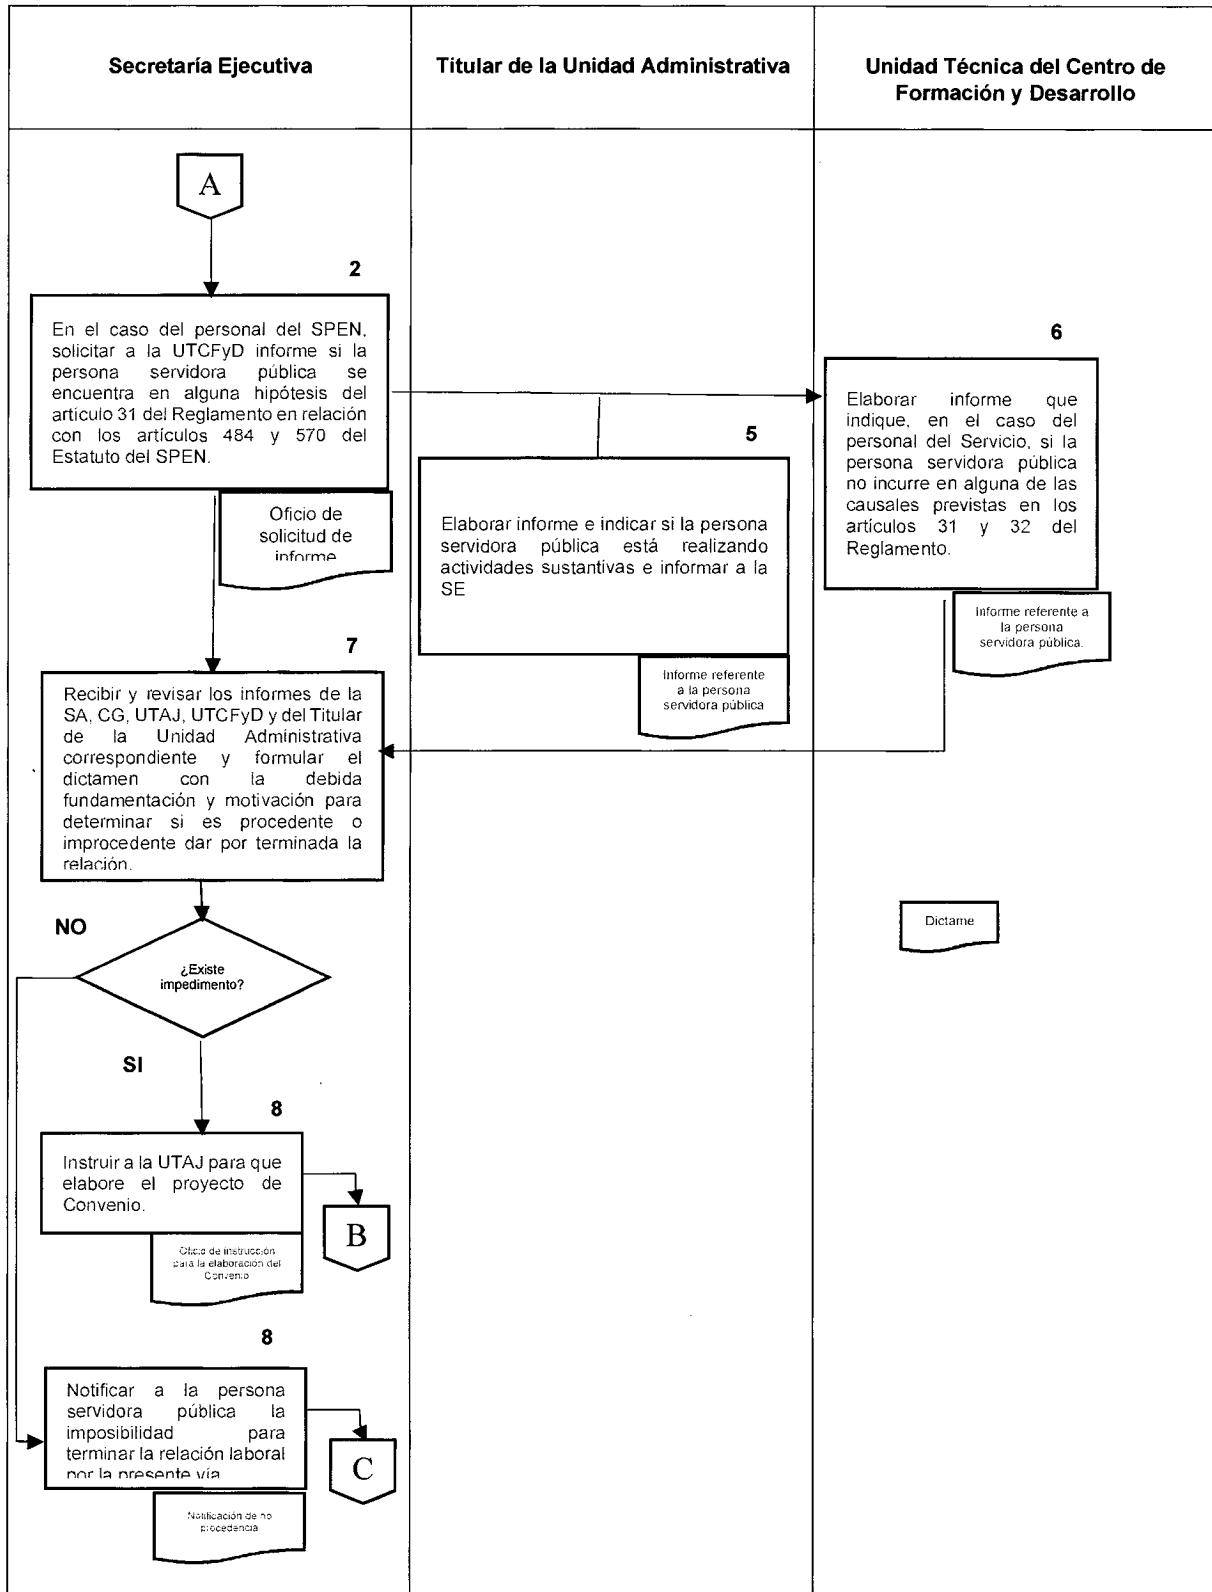 Secretaría Ejecutiva
Titular de la Unidad Administrativa
Unidad Técnica del Centro de
Formación y Desarrollo
A
2
En el caso del personal del SPEN,
solicitar a la UTCFyD informe si la
persona servidora pública se
encuentra en alguna hipótesis del
artículo 31 del Reglamento en relación
con los artículos 484 y 570 del
Estatuto del SPEN.
Oficio de
solicitud de
informe
5
Elaborar informe e indicar si la persona
servidora pública está realizando
actividades sustantivas e informar a la
SE
Informe referente
a la persona
servidora pública
6
Elaborar informe que
indique, en el caso del
personal del Servicio, si la
persona servidora pública
no incurre en alguna de las
causales previstas en los
artículos 31 y 32 del
Reglamento.
Informe referente a
la persona
servidora pública.
7
Recibir y revisar los informes de la
SA, CG, UTAJ, UTCFyD y del Titular
de la Unidad Administrativa
correspondiente y formular el
dictamen con la debida
fundamentación y motivación para
determinar si es procedente o
improcedente dar por terminada la
relación.
Dictame
NO
¿Existe
impedimento?
SI
8
Instruir a la UTAJ para que
elabore el proyecto de
Convenio.
B
Oficio de instrucción
para la elaboración del
Convenio
8
Notificar a la persona
servidora pública la
imposibilidad para
terminar la relación laboral
por la presente vía
C
Notificación de no
procedencia